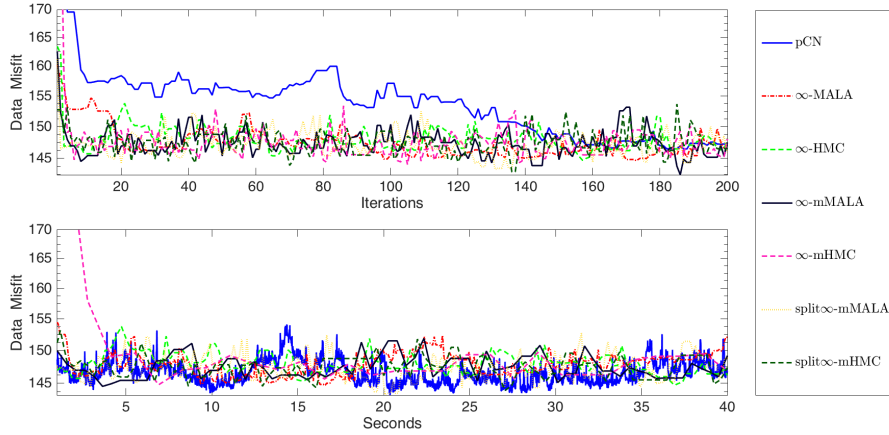 170
165
160
155
150
145
Data Misfit
20
40
60
80
100
120
140
160
180
200
Iterations
170
165
160
155
150
145
Data Misfit
5
10
15
20
25
30
35
40
Seconds
pCN
∞-MALA
∞-HMC
∞-mMALA
∞-mHMC
split∞-mMALA
split∞-mHMC